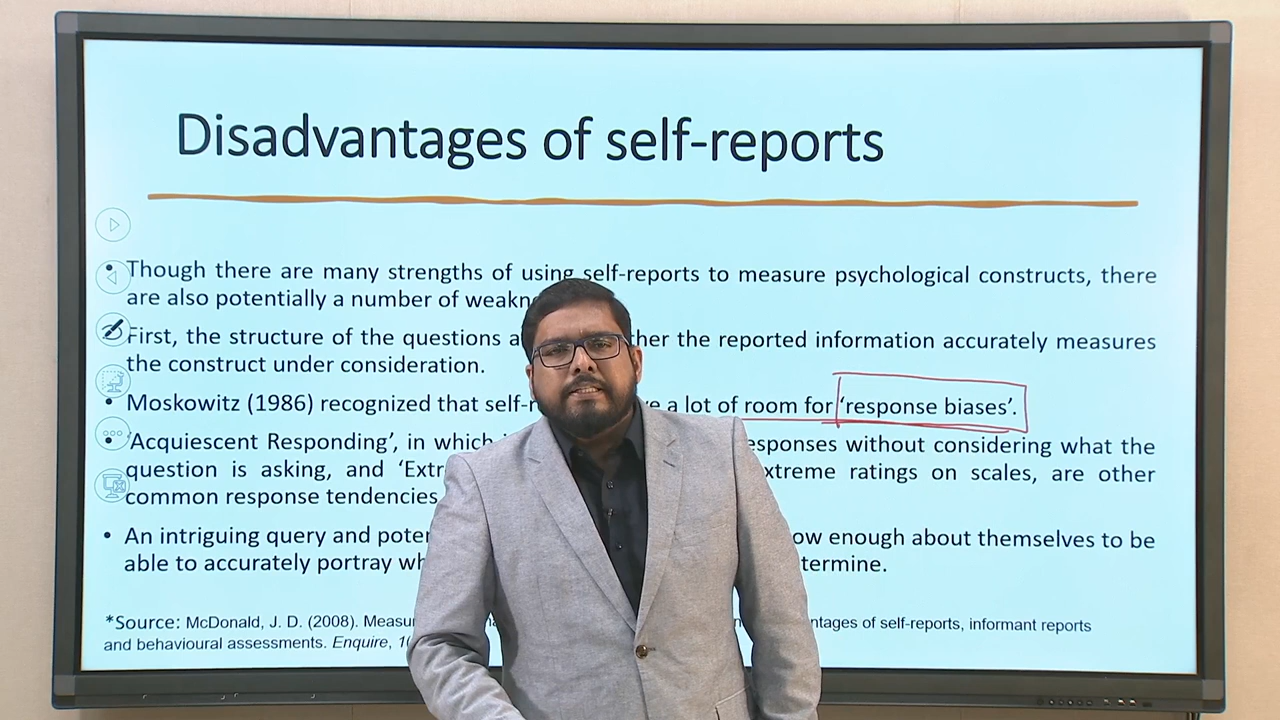 Disadvantages of self-reports
• Though there are many strengths of using self-reports to measure psychological constructs, there
are also potentially a number of
First, the structure of the questions the reported information accurately measures
the construct under consideration.
• Moskowitz (1986) recognized that a lot of room for ‘response biases’.
• ‘Acquiescent Responding’, in which responses without considering what the
question is asking, and ratings on scales, are other
common response tendencies
• An intriguing query and enough about themselves to be
able to accurately portray
*Source: McDonald, J. D. (2008). of self-reports, informant reports
and behavioural assessments. Enquire,